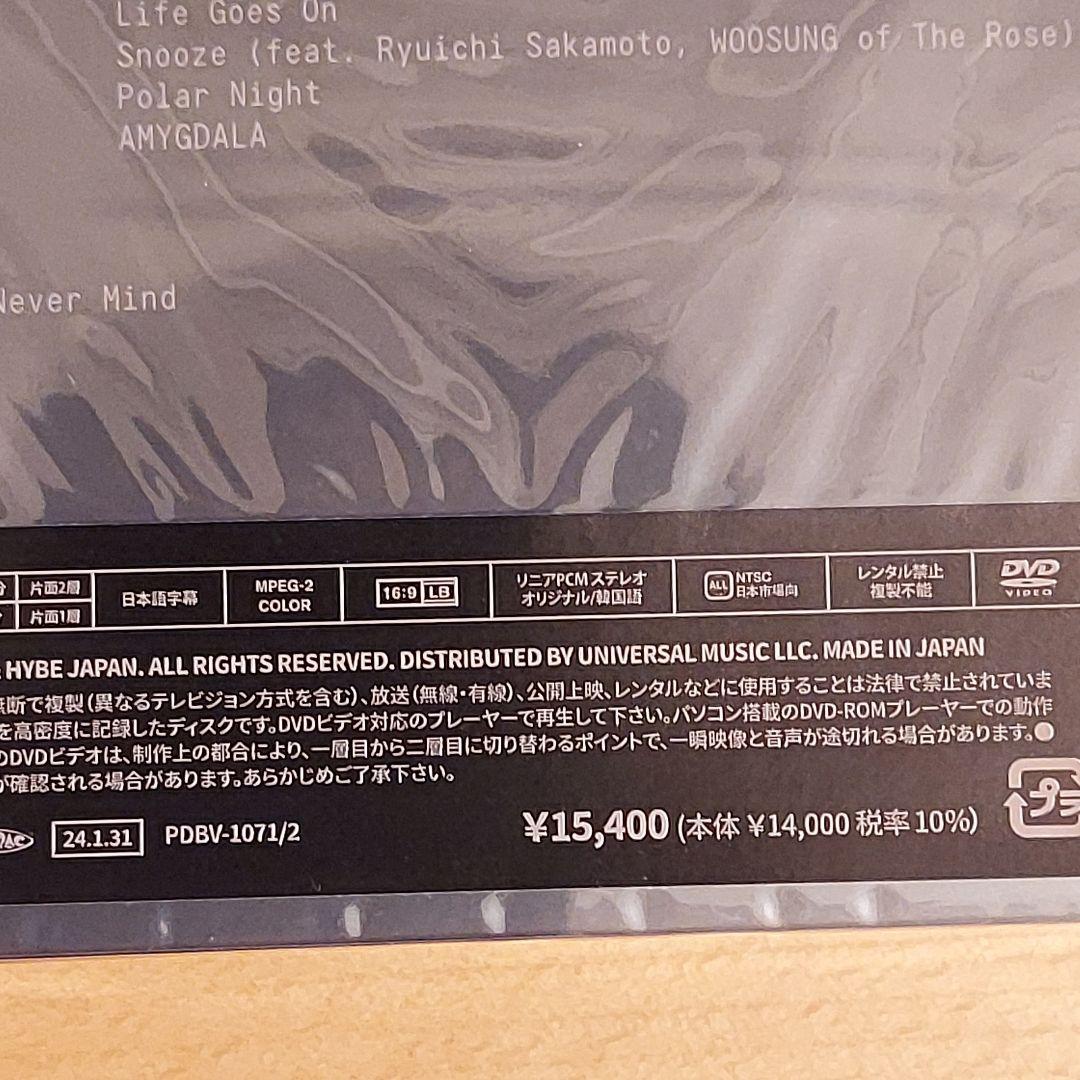 Life Goes On
Snooze (feat. Ryuichi Sakamoto, WOOSUNG of The Rose)
Polar Night
AMYGDALA
Never Mind
分 片面2層
片面1層
日本語字幕
MPEG-2
COLOR
16:9 LB
リニアPCMステレオ
オリジナル/韓国語
ALL NTSC
日本市場向
レンタル禁止
複製不能
DVD
VIDEO
HYBE JAPAN. ALL RIGHTS RESERVED. DISTRIBUTED BY UNIVERSAL MUSIC LLC. MADE IN JAPAN
無断で複製(異なるテレビジョン方式を含む)、放送(無線・有線)、公開上映、レンタルなどに使用することは法律で禁止されていま
を高密度に記録したディスクです。DVDビデオ対応のプレーヤーで再生して下さい。パソコン搭載のDVD-ROMプレーヤーでの動作
のDVDビデオは、制作上の都合により、一層目から二層目に切り替わるポイントで、一瞬映像と音声が途切れる場合があります。●
が確認される場合があります。あらかじめご了承下さい。
24.1.31 PDBV-1071/2 ¥15,400 (本体 ¥14,000 税率10%)
プラ